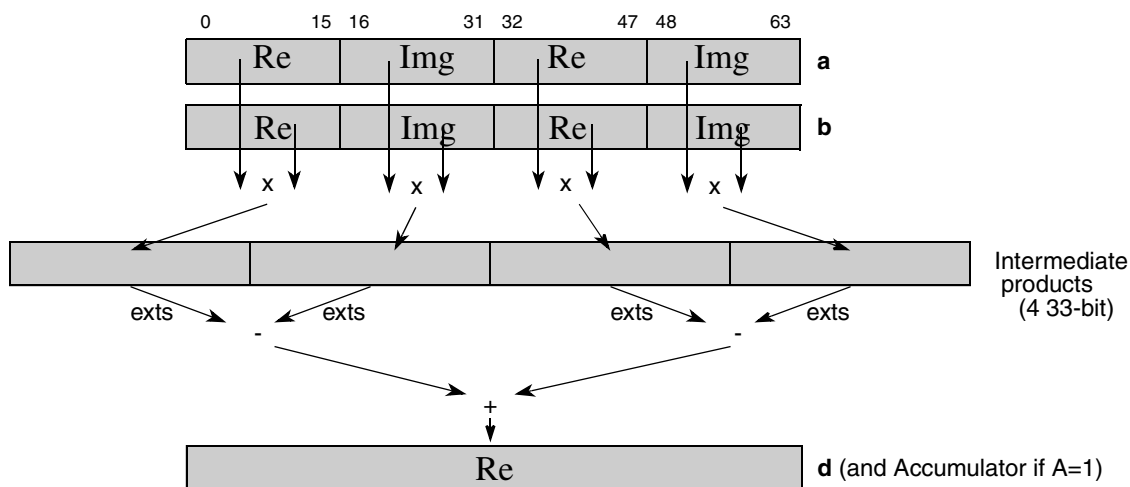 0 15 16 31 32 47 48 63
Re Img Re Img a
Re Img Re Img b
x x x x
Intermediate
products
(4 33-bit)
exts exts exts exts
- -
+
Re d (and Accumulator if A=1)